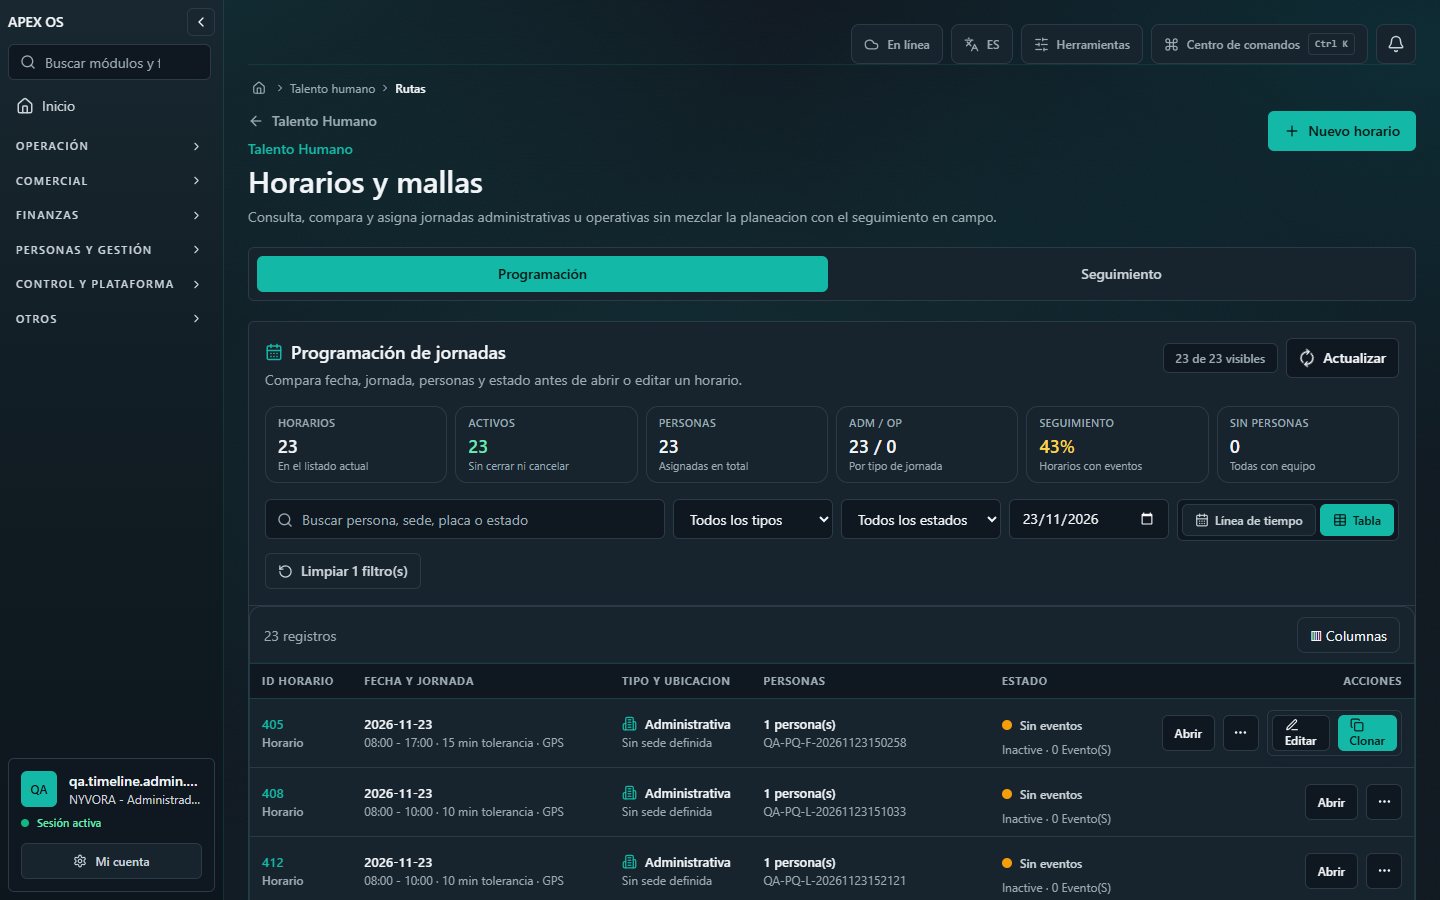 APEX OS
Buscar módulos y f
Inicio
OPERACIÓN
COMERCIAL
FINANZAS
PERSONAS Y GESTIÓN
CONTROL Y PLATAFORMA
OTROS
QA
qa.timeline.admin....
NYVORA - Administrad...
Sesión activa
Mi cuenta
En línea
ES
Herramientas
Centro de comandos Ctrl K
Talento humano > Rutas
Talento Humano
Talento Humano
Horarios y mallas
Consulta, compara y asigna jornadas administrativas u operativas sin mezclar la planeacion con el seguimiento en campo.
+ Nuevo horario
Programación
Seguimiento
Programación de jornadas
Compara fecha, jornada, personas y estado antes de abrir o editar un horario.
23 de 23 visibles
Actualizar
HORARIOS
23
En el listado actual
ACTIVOS
23
Sin cerrar ni cancelar
PERSONAS
23
Asignadas en total
ADM / OP
23 / 0
Por tipo de jornada
SEGUIMIENTO
43%
Horarios con eventos
SIN PERSONAS
0
Todas con equipo
Buscar persona, sede, placa o estado
Todos los tipos
Todos los estados
23/11/2026
Línea de tiempo
Tabla
Limpiar 1 filtro(s)
23 registros
Columnas
ID HORARIO FECHA Y JORNADA TIPO Y UBICACION PERSONAS ESTADO ACCIONES
405 2026-11-23 Administrativa 1 persona(s) Sin eventos
Horario 08:00 - 17:00 · 15 min tolerancia · GPS Sin sede definida QA-PQ-F-20261123150258 Inactive · 0 Evento(S)
Abrir ... Editar Clonar
408 2026-11-23 Administrativa 1 persona(s) Sin eventos
Horario 08:00 - 10:00 · 10 min tolerancia · GPS Sin sede definida QA-PQ-L-20261123151033 Inactive · 0 Evento(S)
Abrir ...
412 2026-11-23 Administrativa 1 persona(s) Sin eventos
Horario 08:00 - 10:00 · 10 min tolerancia · GPS Sin sede definida QA-PQ-L-20261123152121 Inactive · 0 Evento(S)
Abrir ...